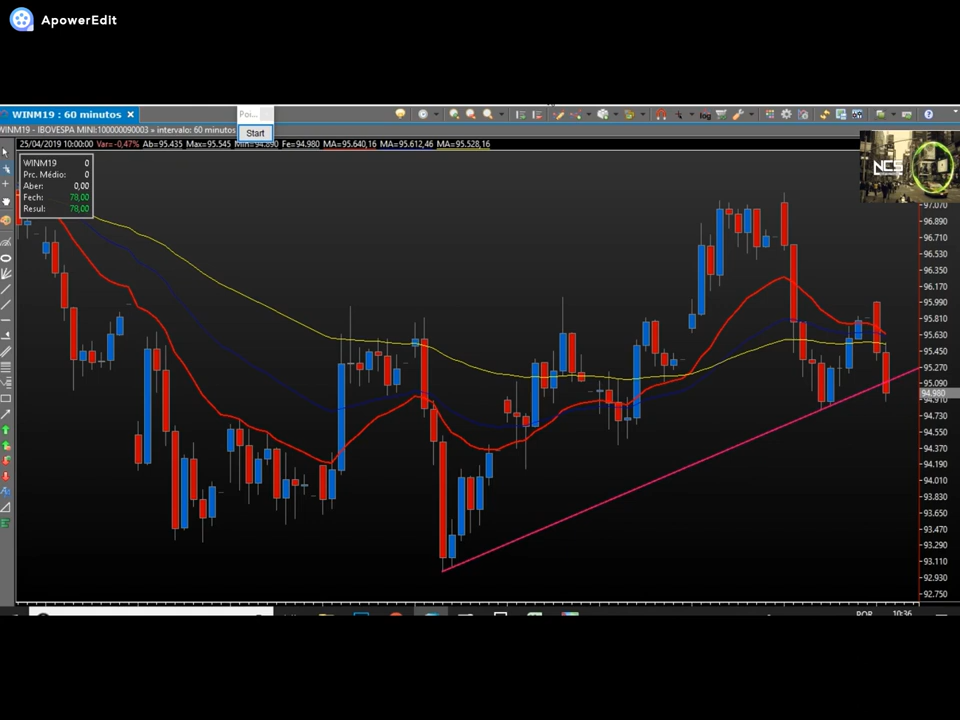 ApowerEdit
WINM19 : 60 minutos
Start
WINM19 - IBOVESPA MINI:100000090003 » intervalo: 60 minutos
25/04/2019 10:00:00 Var=-0,47% Ab=95.435 Max=95.545 Min=94.890 Fe=94.980 MA=95.640,16 MA=95.612,46 MA=95.528,16
WINM19 0
Prc. Médio: 0
Aber: 0,00
Fech: 78,00
Resul: 78,00
log
NCS
97.070
96.890
96.710
96.530
96.350
96.170
95.990
95.810
95.630
95.450
95.270
95.090
94.980
94.910
94.730
94.550
94.370
94.190
94.010
93.830
93.650
93.470
93.290
93.110
92.930
92.750
POR 10:36